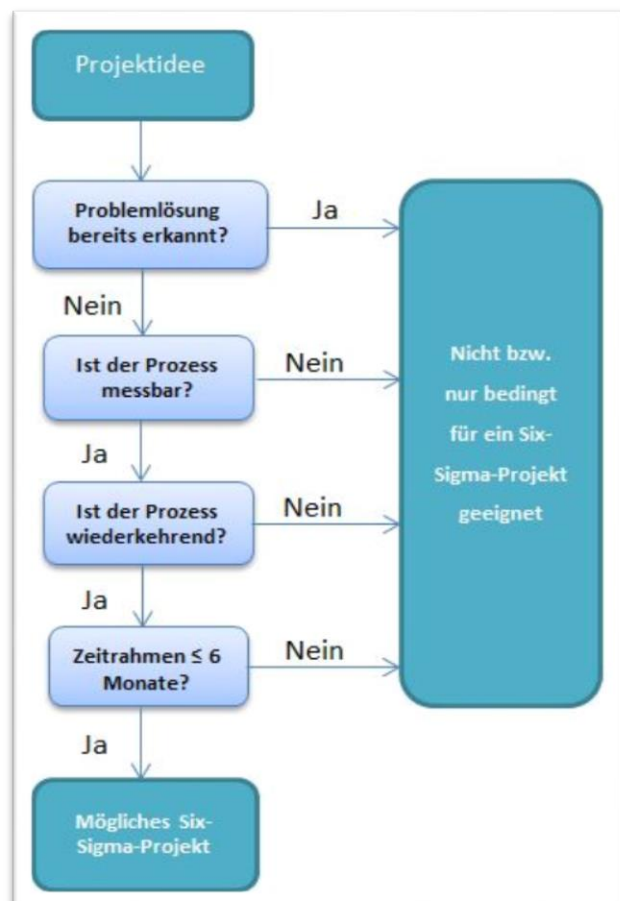 Projektidee
Problemlösung
bereits erkannt?
Ja
Nein
Ist der Prozess
messbar?
Nein
Ja
Ist der Prozess
wiederkehrend?
Nein
Ja
Zeitrahmen ≤ 6
Monate?
Nein
Ja
Mögliches Six-
Sigma-Projekt
Nicht bzw.
nur bedingt
für ein Six-
Sigma-Projekt
geeignet